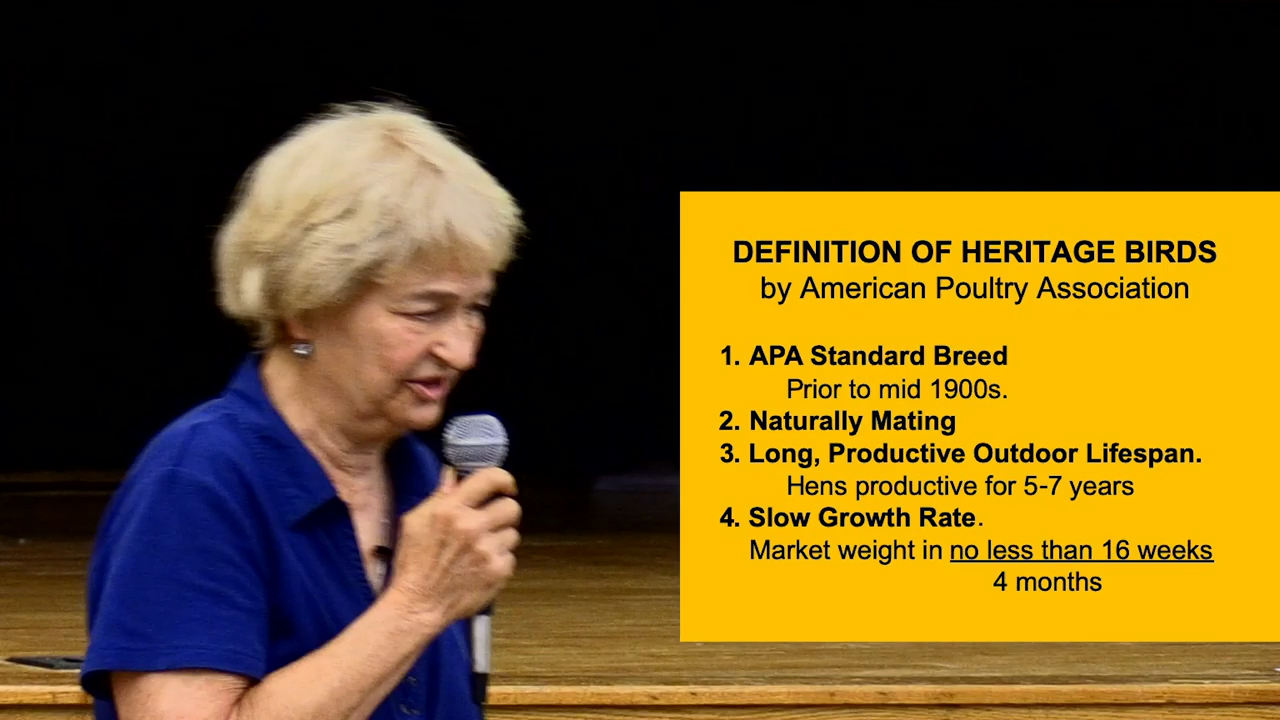 DEFINITION OF HERITAGE BIRDS
by American Poultry Association
1. APA Standard Breed
Prior to mid 1900s.
2. Naturally Mating
3. Long, Productive Outdoor Lifespan.
Hens productive for 5-7 years
4. Slow Growth Rate.
Market weight in no less than 16 weeks
4 months